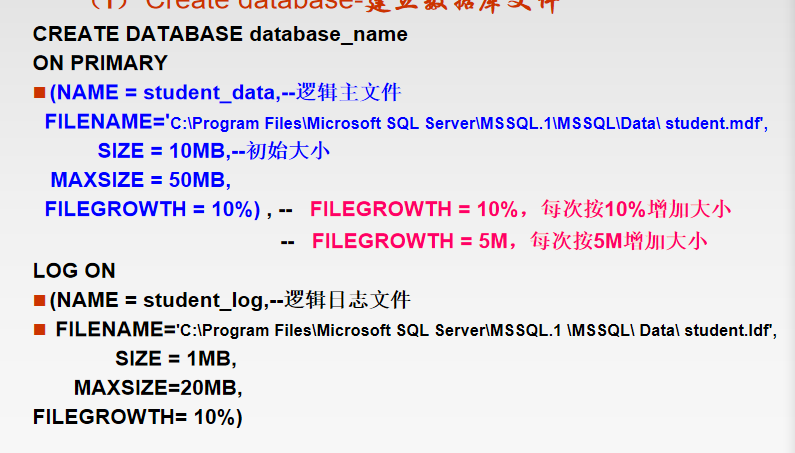 (1) Create database-建立数据库文件
CREATE DATABASE database_name
ON PRIMARY
(NAME = student_data,--逻辑主文件
FILENAME='C:\Program Files\Microsoft SQL Server\MSSQL.1\MSSQL\Data\ student.mdf',
SIZE = 10MB,--初始大小
MAXSIZE = 50MB,
FILEGROWTH = 10%) , -- FILEGROWTH = 10%，每次按10%增加大小
-- FILEGROWTH = 5M，每次按5M增加大小
LOG ON
(NAME = student_log,--逻辑日志文件
FILENAME='C:\Program Files\Microsoft SQL Server\MSSQL.1 \MSSQL\ Data\ student.ldf',
SIZE = 1MB,
MAXSIZE=20MB,
FILEGROWTH= 10%)